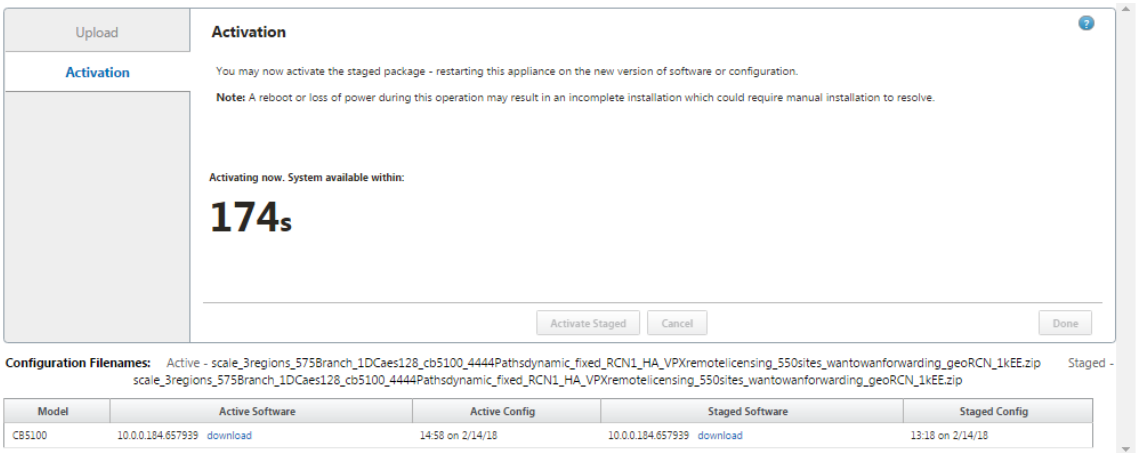 Upload
Activation
Activation
?
You may now activate the staged package - restarting this appliance on the new version of software or configuration.
Note: A reboot or loss of power during this operation may result in an incomplete installation which could require manual installation to resolve.
Activating now. System available within:
174s
Activate Staged Cancel Done
Configuration Filenames: Active - scale_3regions_575Branch_1DCaes128_cb5100_4444Pathsdynamic_fixed_RCN1_HA_VPXremotelicensing_550sites_wantowanforwarding_geoRCN_1kEE.zip Staged -
scale_3regions_575Branch_1DCaes128_cb5100_4444Pathsdynamic_fixed_RCN1_HA_VPXremotelicensing_550sites_wantowanforwarding_geoRCN_1kEE.zip
Model Active Software Active Config Staged Software Staged Config
CB5100 10.0.0.184.657939 download 14:58 on 2/14/18 10.0.0.184.657939 download 13:18 on 2/14/18